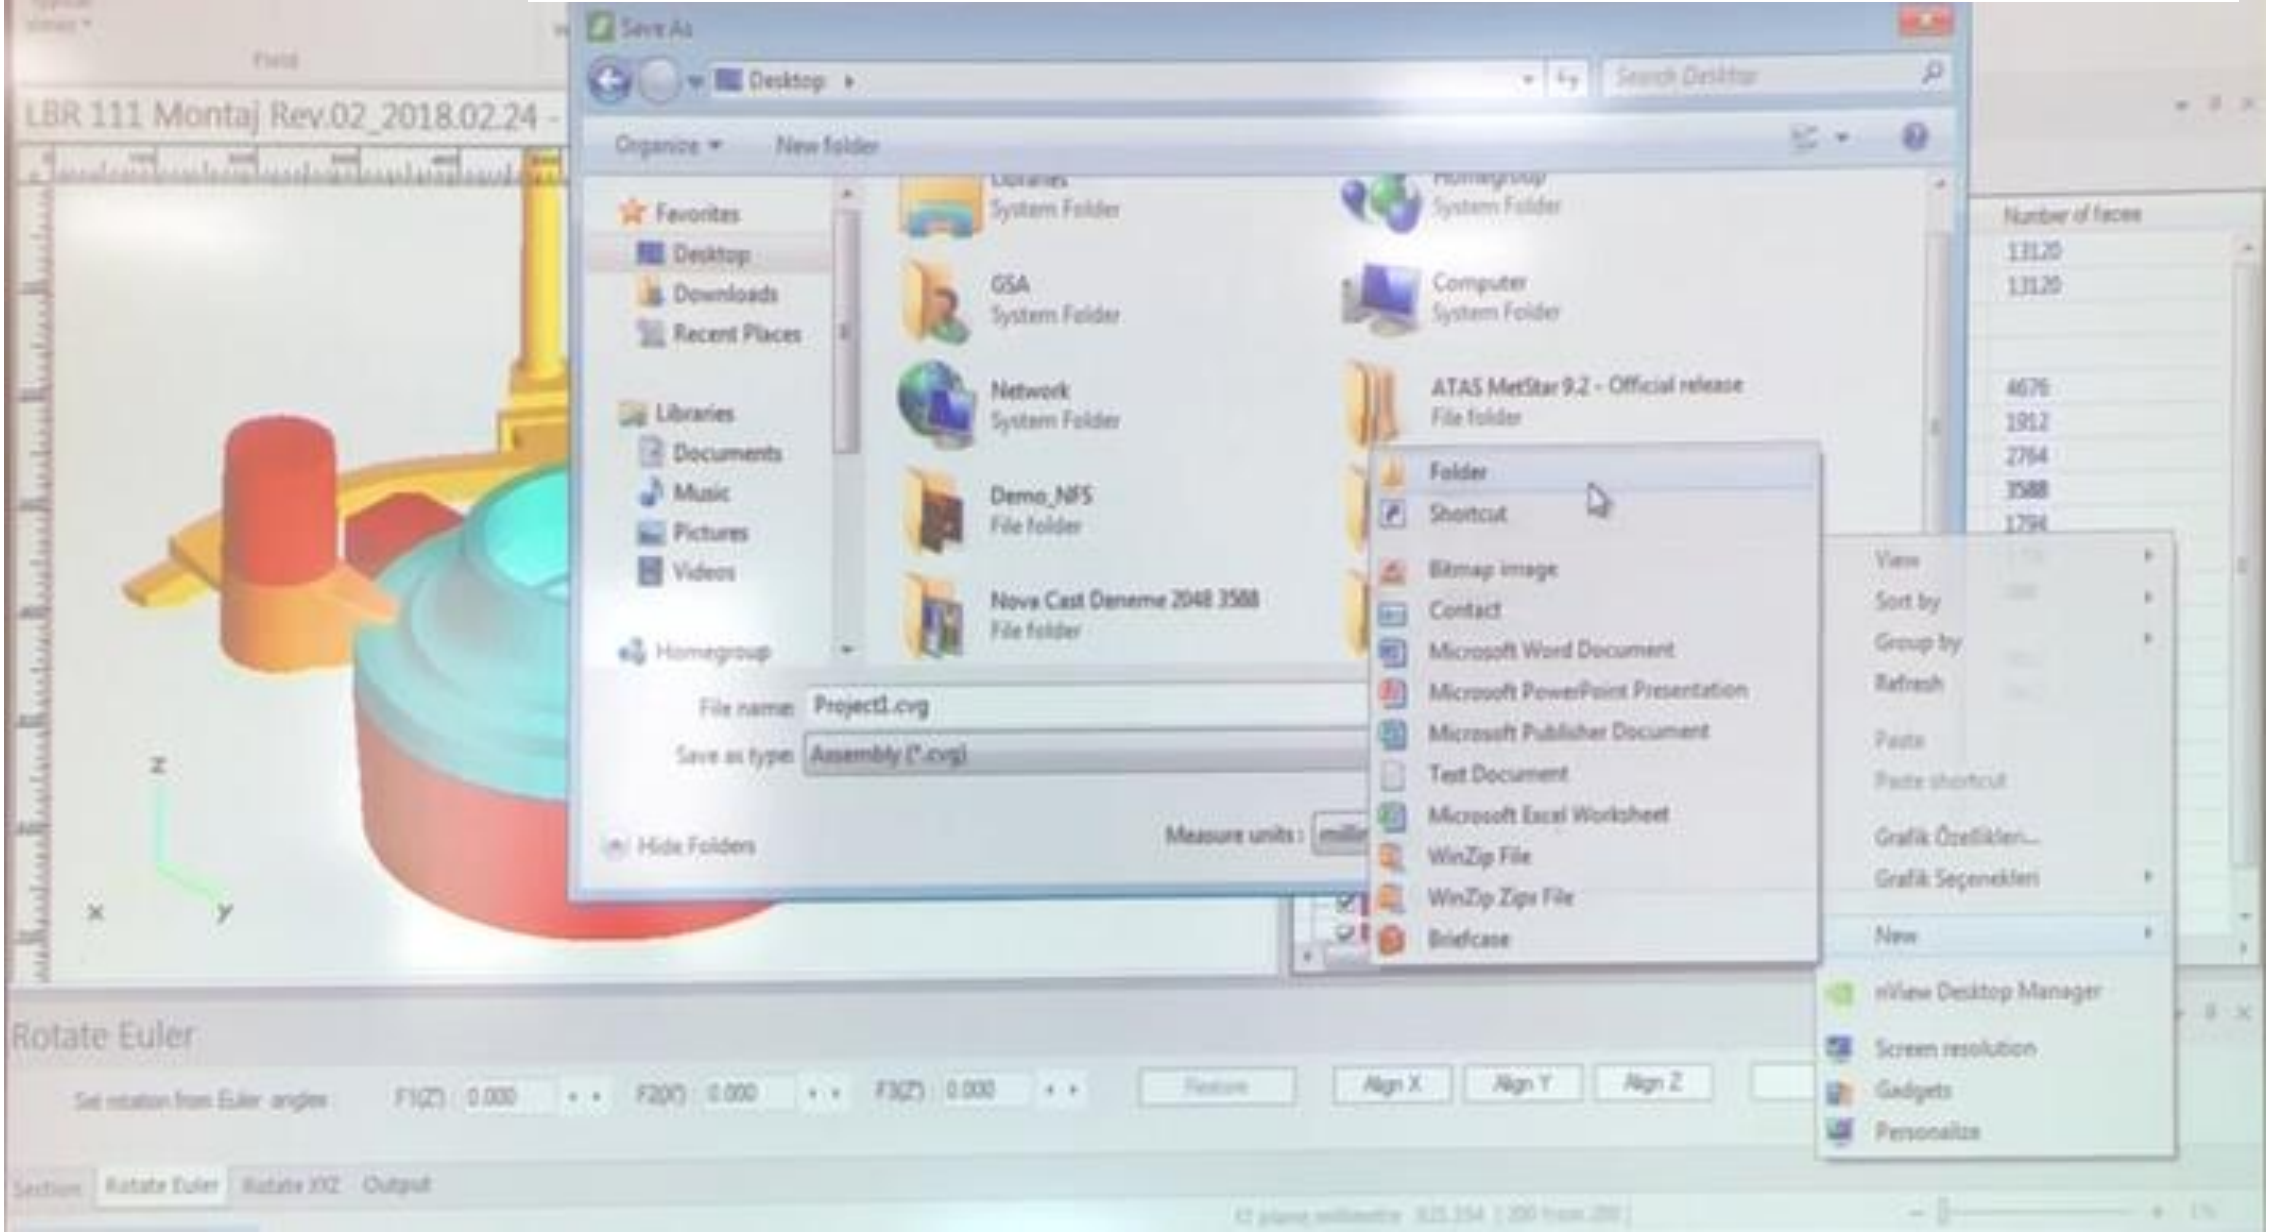 Typical
Views
Field
Save As
Desktop
Search Desktop
LBR 111 Montaj Rev.02_2018.02.24 -
Organize
New folder
Favorites
Desktop
Downloads
Recent Places
Libraries
Documents
Music
Pictures
Videos
Homegroup
Libraries
System Folder
Homegroup
System Folder
GSA
System Folder
Computer
System Folder
Network
System Folder
ATAS MetStar 9.2 - Official release
File folder
Demo_NFS
File folder
Nova Cast Deneme 2048 3588
File folder
File name: Project1.cvg
Save as type: Assembly (*.cvg)
Hide Folders
Measure units :
Folder
Shortcut
Bitmap image
Contact
Microsoft Word Document
Microsoft PowerPoint Presentation
Microsoft Publisher Document
Text Document
Microsoft Excel Worksheet
WinZip File
WinZip Zipx File
Briefcase
Number of faces
13120
13120
4676
1912
2764
3588
1794
View
Sort by
Group by
Refresh
Paste
Paste shortcut
Grafik Özellikleri...
Grafik Seçenekleri
New
nView Desktop Manager
Screen resolution
Gadgets
Personalize
z
x
y
Rotate Euler
Set rotation from Euler angles
F1(Z) : 0.000
0.000
F3(Z') : 0.000
Align X
Align Y
Align Z
Section
Rotate Euler
Rotate XYZ
Output